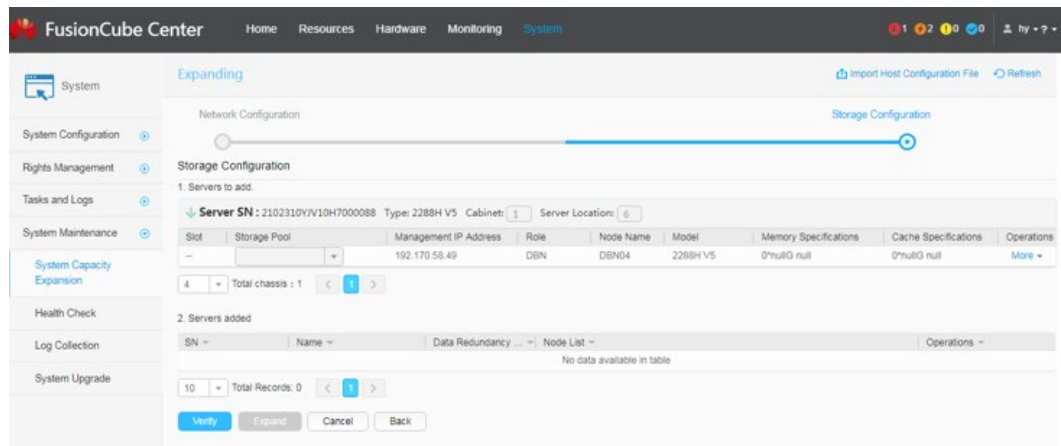 FusionCube Center Home Resources Hardware Monitoring System 1 2 0 0 hy ?
System
Expanding Import Host Configuration File Refresh
Network Configuration Storage Configuration
System Configuration
Rights Management
Tasks and Logs
System Maintenance
System Capacity
Expansion
Health Check
Log Collection
System Upgrade
Storage Configuration
1. Servers to add.
Server SN : 2102310YJV10H7000088 Type: 2288H V5 Cabinet: 1 Server Location: 6
Slot Storage Pool Management IP Address Role Node Name Model Memory Specifications Cache Specifications Operations
-- 192.170.58.49 DBN DBN04 2288H V5 0*nullG null 0*nullG null More
4 Total chassis : 1 < 1 >
2. Servers added
SN Name Data Redundancy ... Node List Operations
No data available in table
10 Total Records: 0 < 1 >
Verify Expand Cancel Back